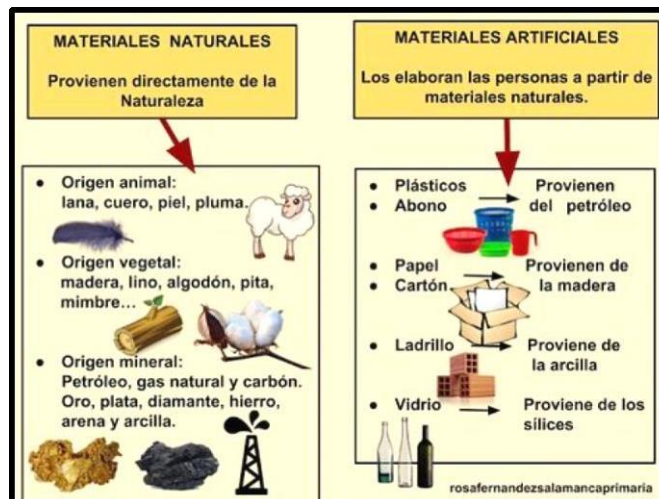 MATERIALES NATURALES
Provienen directamente de la
Naturaleza
● Origen animal:
lana, cuero, piel, pluma.
● Origen vegetal:
madera, lino, algodón, pita,
mimbre...
● Origen mineral:
Petróleo, gas natural y carbón.
Oro, plata, diamante, hierro,
arena y arcilla.
MATERIALES ARTIFICIALES
Los elaboran las personas a partir de
materiales naturales.
● Plásticos Provienen
● Abono del petróleo
● Papel Provienen de
● Cartón la madera
● Ladrillo Proviene de
la arcilla
● Vidrio Proviene de los
sílices
rosafernandezsalamancaprimaria